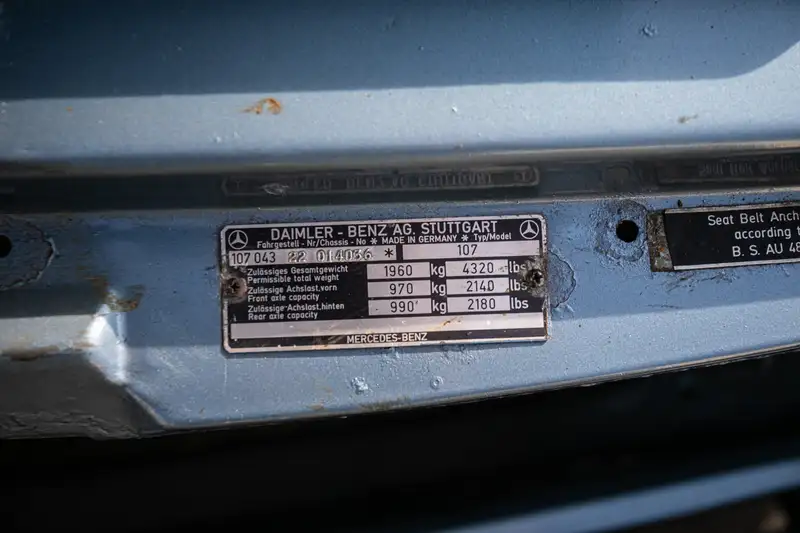 DAIMLER - BENZ AG. STUTTGART
Fahrgestell - Nr/Chassis - No * MADE IN GERMANY * Typ/Model
107 043 22 014035 * 107
Zulässiges Gesamtgewicht
Permissible total weight
1960 kg 4320 lbs
Zulässige Achslast,vorn
Front axle capacity
970 kg 2140 lbs
Zulässige Achslast,hinten
Rear axle capacity
990 kg 2180 lbs
MERCEDES-BENZ
Seat Belt Anch
according t
B. S. AU 48